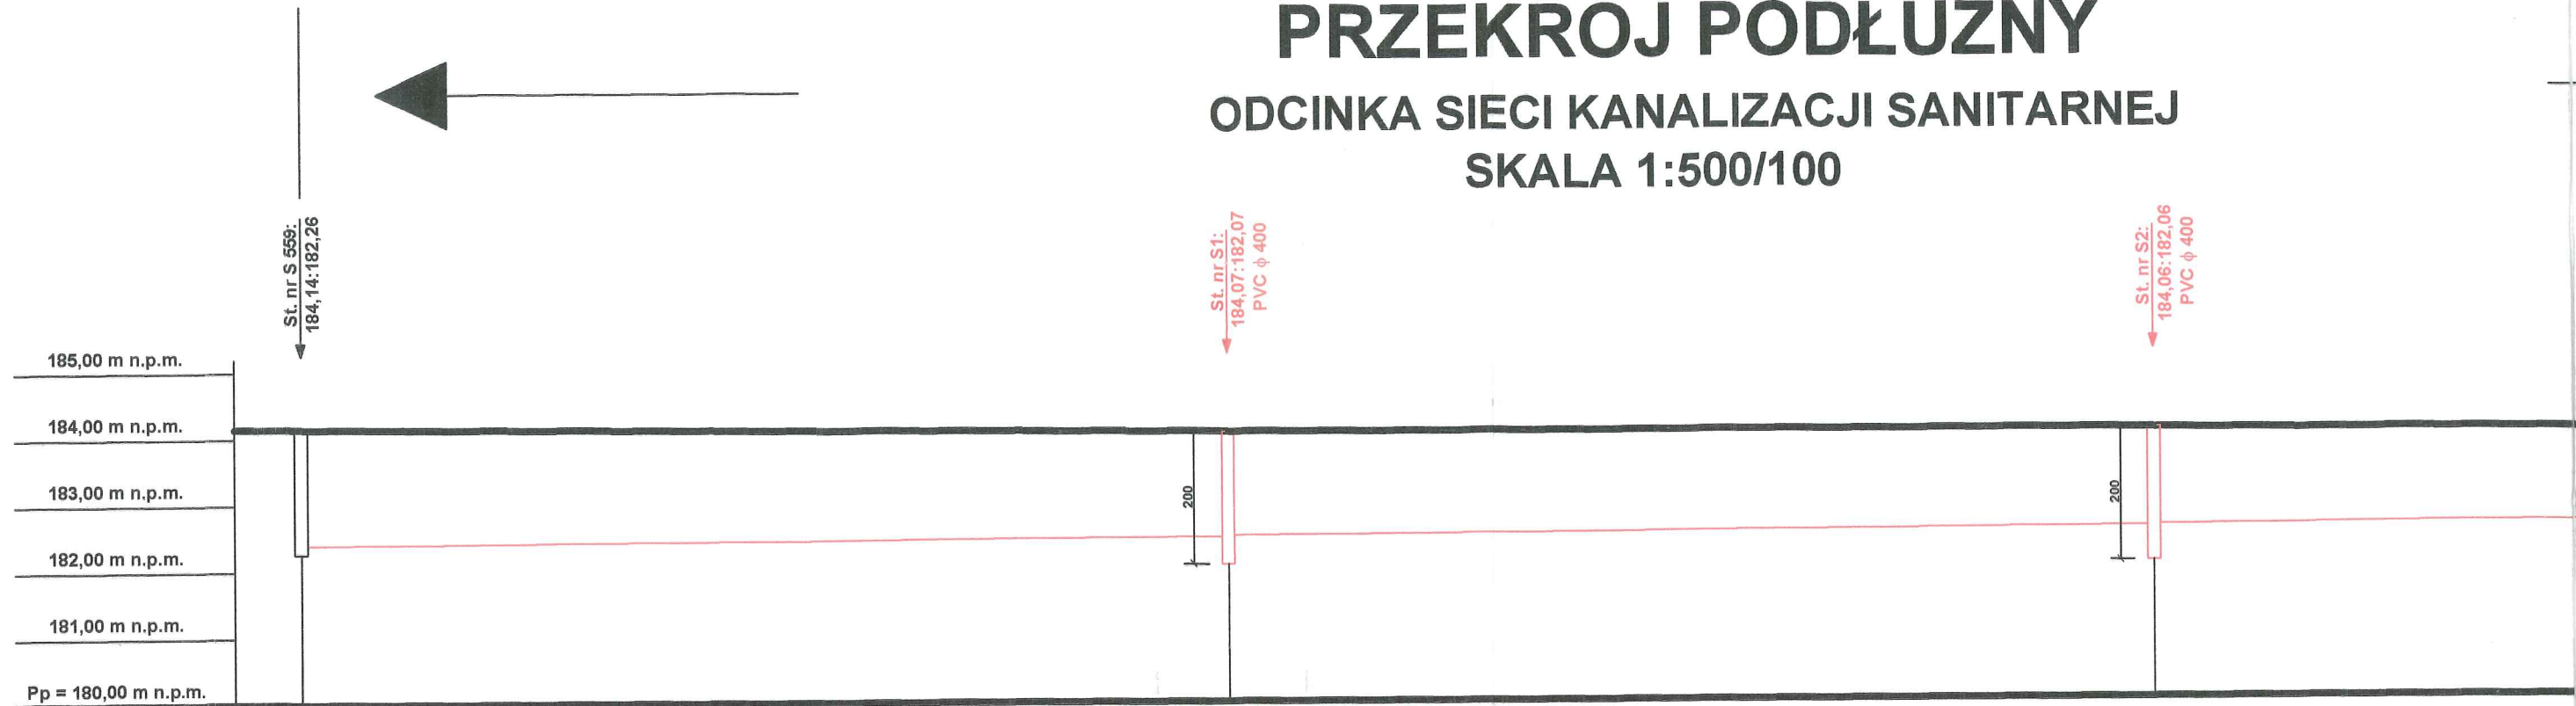 PRZEKRÓJ PODŁUŻNY
ODCINKA SIECI KANALIZACJI SANITARNEJ
SKALA 1:500/100
St. nr S 559:
184,14:182,26
St. nr S1:
184,07:182,07
PVC ϕ 400
St. nr S2:
184,06:182,06
PVC ϕ 400
185,00 m n.p.m.
184,00 m n.p.m.
183,00 m n.p.m.
182,00 m n.p.m.
181,00 m n.p.m.
Pp = 180,00 m n.p.m.
200
200